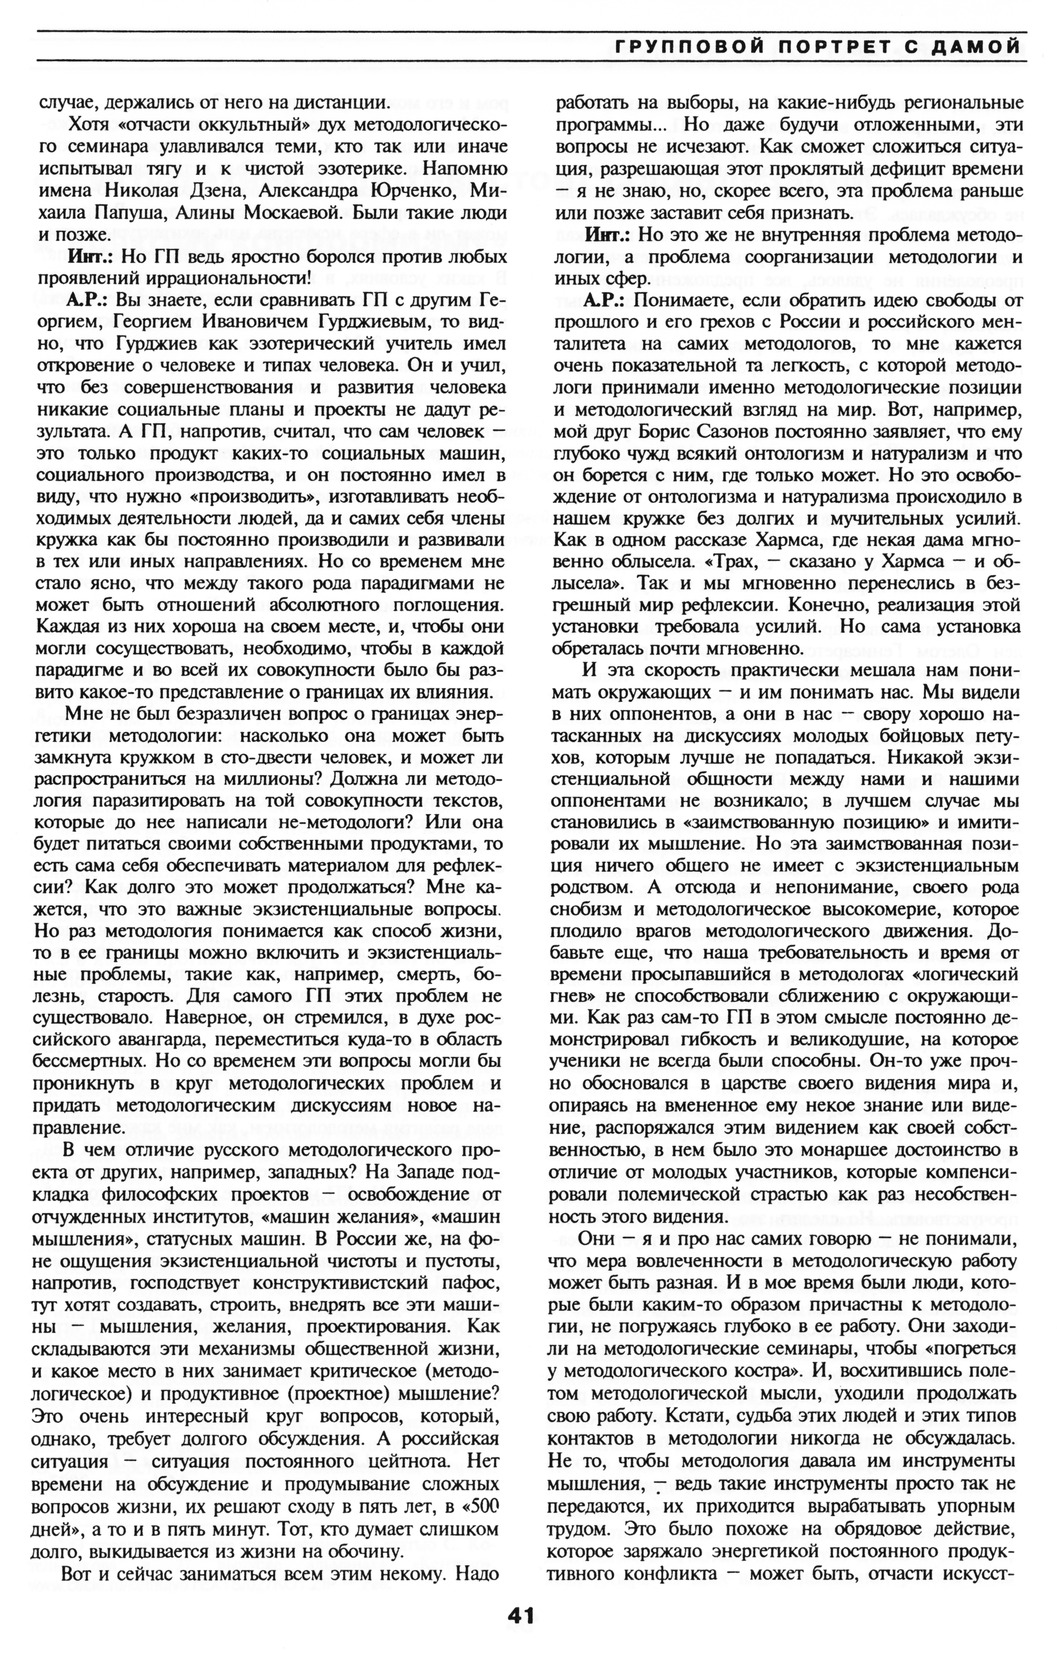 ГРУППОВОЙ ПОРТРЕТ С ДАМОЙ
случае, держались от него на дистанции.
Хотя «отчасти оккультный» дух методологическо-
го семинара улавливался теми, кто так или иначе
испытывал тягу и к чистой эзотерике. Напомню
имена Николая Дзена, Александра Юрченко, Ми-
хаила Папуша, Алины Москаевой. Были такие люди
и позже.
Инт.: Но ГП ведь яростно боролся против любых
проявлений иррациональности!
А.Р.: Вы знаете, если сравнивать ГП с другим Ге-
оргием, Георгием Ивановичем Гурджиевым, то вид-
но, что Гурджиев как эзотерический учитель имел
откровение о человеке и типах человека. Он и учил,
что без совершенствования и развития человека
никакие социальные планы и проекты не дадут ре-
зультата. А ГП, напротив, считал, что сам человек —
это только продукт каких-то социальных машин,
социального производства, и он постоянно имел в
виду, что нужно «производить», изготавливать необ-
ходимых деятельности людей, да и самих себя члены
кружка как бы постоянно производили и развивали
в тех или иных направлениях. Но со временем мне
стало ясно, что между такого рода парадигмами не
может быть отношений абсолютного поглощения.
Каждая из них хороша на своем месте, и, чтобы они
могли сосуществовать, необходимо, чтобы в каждой
парадигме и во всей их совокупности было бы раз-
вито какое-то представление о границах их влияния.
Мне не был безразличен вопрос о границах энер-
гетики методологии: насколько она может быть
замкнута кружком в сто-двести человек, и может ли
распространиться на миллионы? Должна ли методо-
логия паразитировать на той совокупности текстов,
которые до нее написали не-методологи? Или она
будет питаться своими собственными продуктами, то
есть сама себя обеспечивать материалом для рефлек-
сии? Как долго это может продолжаться? Мне ка-
жется, что это важные экзистенциальные вопросы.
Но раз методология понимается как способ жизни,
то в ее границы можно включить и экзистенциаль-
ные проблемы, такие как, например, смерть, бо-
лезнь, старость. Для самого ГП этих проблем не
существовало. Наверное, он стремился, в духе рос-
сийского авангарда, переместиться куда-то в область
бессмертных. Но со временем эти вопросы могли бы
проникнуть в круг методологических проблем и
придать методологическим дискуссиям новое на-
правление.
В чем отличие русского методологического про-
екта от других, например, западных? На Западе под-
кладка философских проектов — освобождение от
отчужденных институтов, «машин желания», «машин
мышления», статусных машин. В России же, на фо-
не ощущения экзистенциальной чистоты и пустоты,
напротив, господствует конструктивистский пафос,
тут хотят создавать, строить, внедрять все эти маши-
ны — мышления, желания, проектирования. Как
складываются эти механизмы общественной жизни,
и какое место в них занимает критическое (методо-
логическое) и продуктивное (проектное) мышление?
Это очень интересный круг вопросов, который,
однако, требует долгого обсуждения. А российская
ситуация — ситуация постоянного цейтнота. Нет
времени на обсуждение и продумывание сложных
вопросов жизни, их решают сходу в пять лет, в «500
дней», а то и в пять минут. Тот, кто думает слишком
долго, выкидывается из жизни на обочину.
Вот и сейчас заниматься всем этим некому. Надо
работать на выборы, на какие-нибудь региональные
программы... Но даже будучи отложенными, эти
вопросы не исчезают. Как сможет сложиться ситуа-
ция, разрешающая этот проклятый дефицит времени
— я не знаю, но, скорее всего, эта проблема раньше
или позже заставит себя признать.
Инт.: Но это же не внутренняя проблема методо-
логии, а проблема соорганизации методологии и
иных сфер.
А.Р.: Понимаете, если обратить идею свободы от
прошлого и его грехов с России и российского мен-
талитета на самих методологов, то мне кажется
очень показательной та легкость, с которой методо-
логи принимали именно методологические позиции
и методологический взгляд на мир. Вот, например,
мой друг Борис Сазонов постоянно заявляет, что ему
глубоко чужд всякий онтологизм и натурализм и что
он борется с ним, где только может. Но это освобо-
ждение от онтологизма и натурализма происходило в
нашем кружке без долгих и мучительных усилий.
Как в одном рассказе Хармса, где некая дама мгно-
венно облысела. «Трах, — сказано у Хармса — и об-
лысела». Так и мы мгновенно перенеслись в без-
грешный мир рефлексии. Конечно, реализация этой
установки требовала усилий. Но сама установка
обреталась почти мгновенно.
И эта скорость практически мешала нам пони-
мать окружающих — и им понимать нас. Мы видели
в них оппонентов, а они в нас — свору хорошо на-
тасканных на дискуссиях молодых бойцовых пету-
хов, которым лучше не попадаться. Никакой экзи-
стенциальной общности между нами и нашими
оппонентами не возникало; в лучшем случае мы
становились в «заимствованную позицию» и имити-
ровали их мышление. Но эта заимствованная пози-
ция ничего общего не имеет с экзистенциальным
родством. А отсюда и непонимание, своего рода
снобизм и методологическое высокомерие, которое
плодило врагов методологического движения. До-
бавьте еще, что наша требовательность и время от
времени просыпавшийся в методологах «логический
гнев» не способствовали сближению с окружающи-
ми. Как раз сам-то ГП в этом смысле постоянно де-
монстрировал гибкость и великодушие, на которое
ученики не всегда были способны. Он-то уже проч-
но обосновался в царстве своего видения мира и,
опираясь на вмененное ему некое знание или виде-
ние, распоряжался этим видением как своей собст-
венностью, в нем было это монаршее достоинство в
отличие от молодых участников, которые компенси-
ровали полемической страстью как раз несобствен-
ность этого видения.
Они — я и про нас самих говорю — не понимали,
что мера вовлеченности в методологическую работу
может быть разная. И в мое время были люди, кото-
рые были каким-то образом причастны к методоло-
гии, не погружаясь глубоко в ее работу. Они заходи-
ли на методологические семинары, чтобы «погреться
у методологического костра». И, восхитившись поле-
том методологической мысли, уходили продолжать
свою работу. Кстати, судьба этих людей и этих типов
контактов в методологии никогда не обсуждалась.
Не то, чтобы методология давала им инструменты
мышления, — ведь такие инструменты просто так не
передаются, их приходится вырабатывать упорным
трудом. Это было похоже на обрядовое действие,
которое заряжало энергетикой постоянного продук-
тивного конфликта — может быть, отчасти искусст-
41